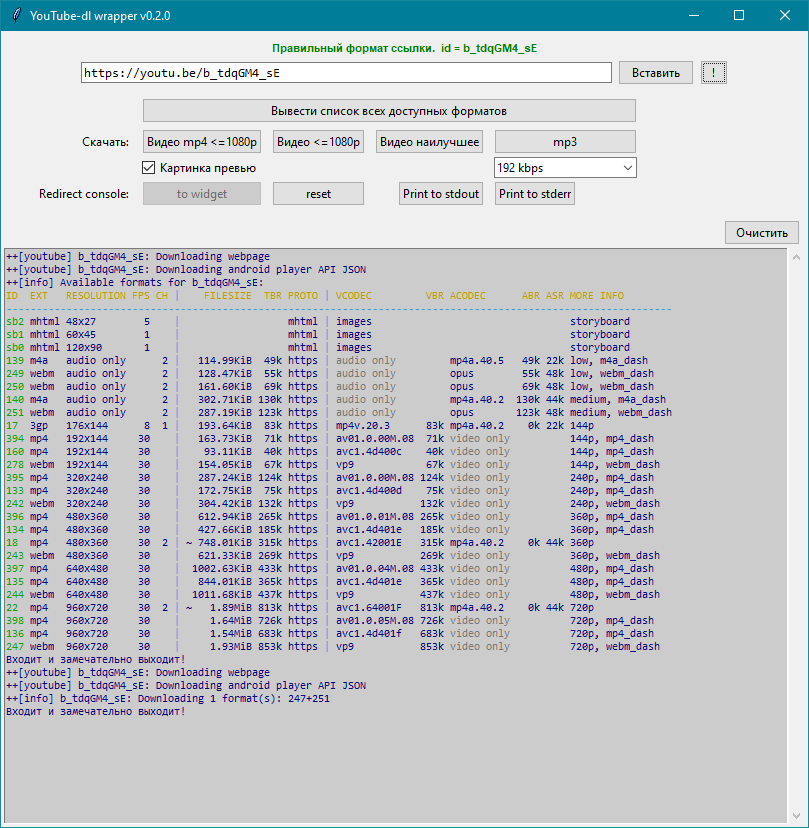 YouTube-dl wrapper v0.2.0
Правильный формат ссылки. id = b_tdqGM4_sE
https://youtu.be/b_tdqGM4_sE Вставить !
Вывести список всех доступных форматов
Скачать: Видео mp4 <=1080p Видео <=1080p Видео наилучшее mp3
Картинка превью 192 kbps
Redirect console: to widget reset Print to stdout Print to stderr
Очистить
++[youtube] b_tdqGM4_sE: Downloading webpage
++[youtube] b_tdqGM4_sE: Downloading android player API JSON
++[info] Available formats for b_tdqGM4_sE:
ID EXT RESOLUTION FPS CH | FILESIZE TBR PROTO | VCODEC VBR ACODEC ABR ASR MORE INFO
sb2 mhtml 48x27 5 | mhtml | images storyboard
sb1 mhtml 60x45 1 | mhtml | images storyboard
sb0 mhtml 120x90 1 | mhtml | images storyboard
139 m4a audio only 2 | 114.99KiB 49k https | audio only mp4a.40.5 49k 22k low, m4a_dash
249 webm audio only 2 | 128.47KiB 55k https | audio only opus 55k 48k low, webm_dash
250 webm audio only 2 | 161.60KiB 69k https | audio only opus 69k 48k low, webm_dash
140 m4a audio only 2 | 302.71KiB 130k https | audio only mp4a.40.2 130k 44k medium, m4a_dash
251 webm audio only 2 | 287.19KiB 123k https | audio only opus 123k 48k medium, webm_dash
17 3gp 176x144 8 1 | 193.64KiB 83k https | mp4v.20.3 83k mp4a.40.2 0k 22k 144p
394 mp4 192x144 30 | 163.73KiB 71k https | av01.0.00M.08 71k video only 144p, mp4_dash
160 mp4 192x144 30 | 93.11KiB 40k https | avc1.4d400c 40k video only 144p, mp4_dash
278 webm 192x144 30 | 154.05KiB 67k https | vp9 67k video only 144p, webm_dash
395 mp4 320x240 30 | 287.24KiB 124k https | av01.0.00M.08 124k video only 240p, mp4_dash
133 mp4 320x240 30 | 172.75KiB 75k https | avc1.4d400d 75k video only 240p, mp4_dash
242 webm 320x240 30 | 304.42KiB 132k https | vp9 132k video only 240p, webm_dash
396 mp4 480x360 30 | 612.94KiB 265k https | av01.0.01M.08 265k video only 360p, mp4_dash
134 mp4 480x360 30 | 427.66KiB 185k https | avc1.4d401e 185k video only 360p, mp4_dash
18 mp4 480x360 30 2 | ~ 748.01KiB 315k https | avc1.42001E 315k mp4a.40.2 0k 44k 360p
243 webm 480x360 30 | 621.33KiB 269k https | vp9 269k video only 360p, webm_dash
397 mp4 640x480 30 | 1002.63KiB 433k https | av01.0.04M.08 433k video only 480p, mp4_dash
135 mp4 640x480 30 | 844.01KiB 365k https | avc1.4d401e 365k video only 480p, mp4_dash
244 webm 640x480 30 | 1011.68KiB 437k https | vp9 437k video only 480p, webm_dash
22 mp4 960x720 30 2 | ~ 1.89MiB 813k https | avc1.64001F 813k mp4a.40.2 0k 44k 720p
398 mp4 960x720 30 | 1.64MiB 726k https | av01.0.05M.08 726k video only 720p, mp4_dash
136 mp4 960x720 30 | 1.54MiB 683k https | avc1.4d401f 683k video only 720p, mp4_dash
247 webm 960x720 30 | 1.93MiB 853k https | vp9 853k video only 720p, webm_dash
Входит и замечательно выходит!
++[youtube] b_tdqGM4_sE: Downloading webpage
++[youtube] b_tdqGM4_sE: Downloading android player API JSON
++[info] b_tdqGM4_sE: Downloading 1 format(s): 247+251
Входит и замечательно выходит!